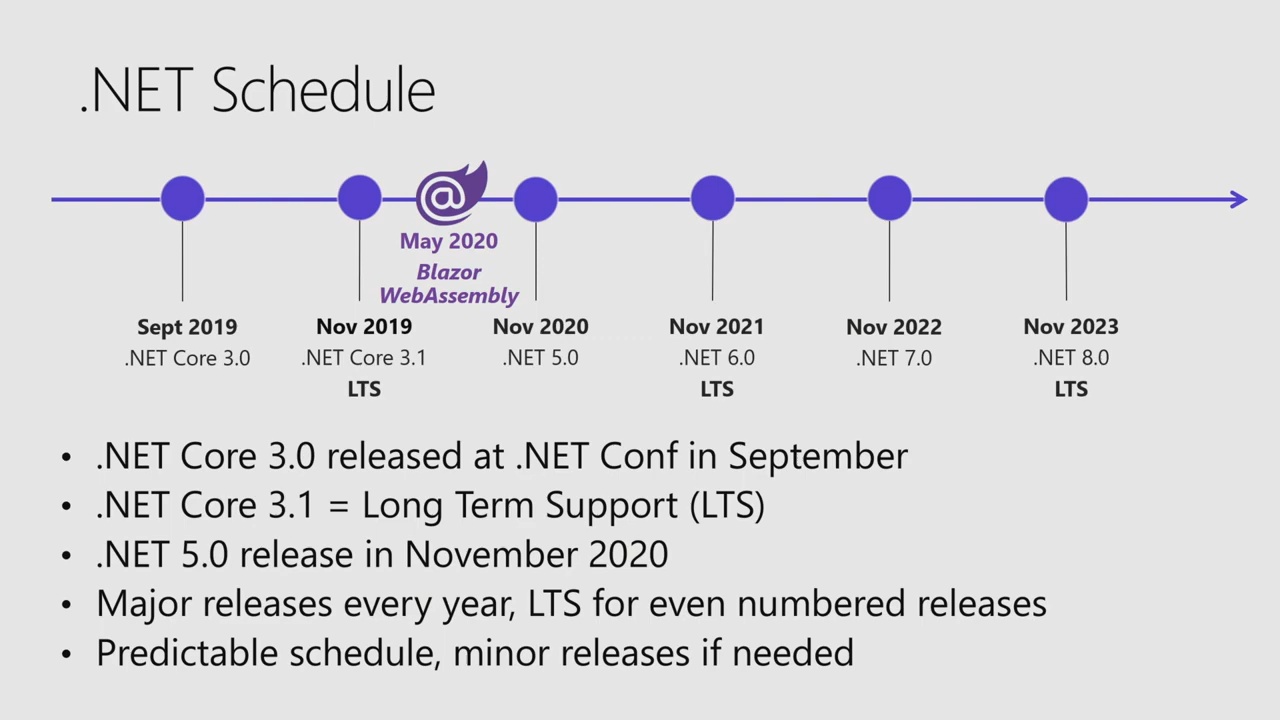 .NET Schedule
@
May 2020
Blazor
WebAssembly
Sept 2019
.NET Core 3.0
Nov 2019
.NET Core 3.1
LTS
Nov 2020
.NET 5.0
Nov 2021
.NET 6.0
LTS
Nov 2022
.NET 7.0
Nov 2023
.NET 8.0
LTS
• .NET Core 3.0 released at .NET Conf in September
• .NET Core 3.1 = Long Term Support (LTS)
• .NET 5.0 release in November 2020
• Major releases every year, LTS for even numbered releases
• Predictable schedule, minor releases if needed